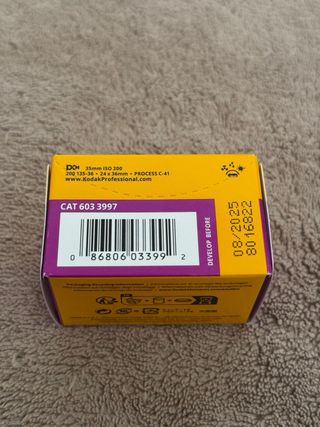 DX 35mm ISO 200
200 135-36 • 24 x 36mm • PROCESS C-41
www.KodakProfessional.com
CAT 603 3997
0 86806 03399 2
DEVELOP BEFORE
08/2025
8016822